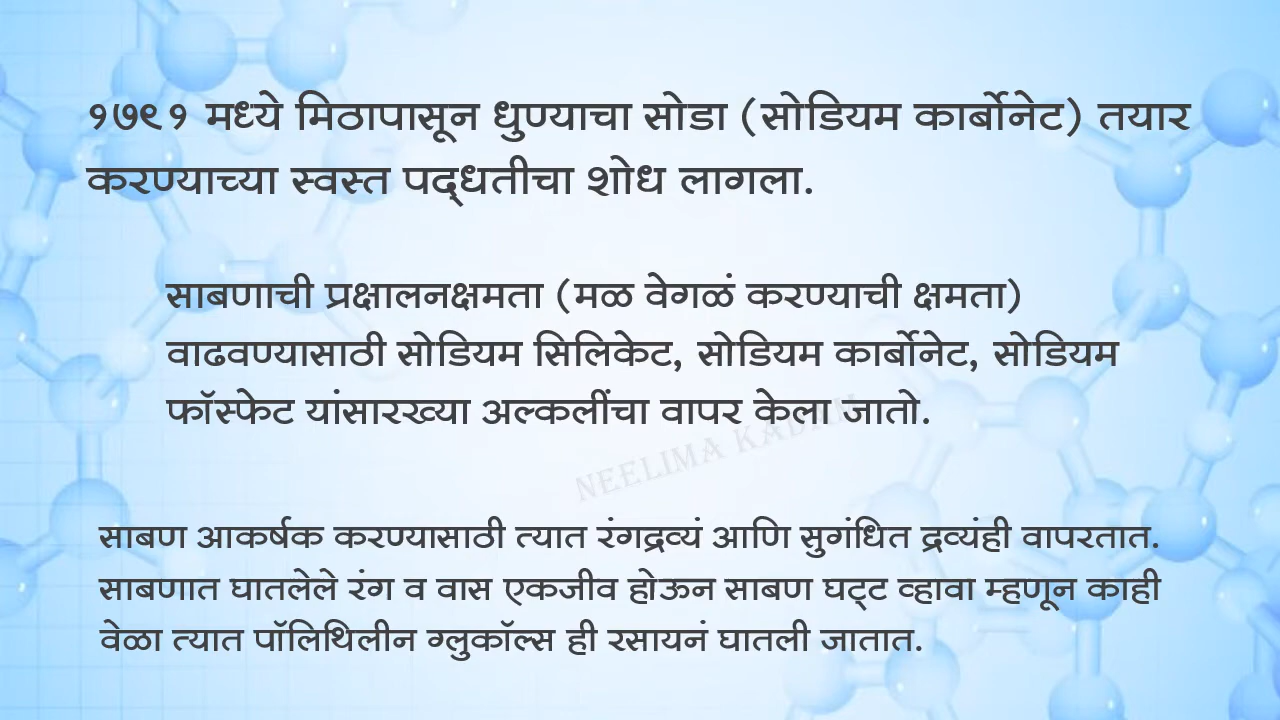 १७९१ मध्ये मिठापासून धुण्याचा सोडा (सोडियम कार्बोनेट) तयार
करण्याच्या स्वस्त पद्धतीचा शोध लागला.
साबणाची प्रक्षालनक्षमता (मळ वेगळं करण्याची क्षमता)
वाढवण्यासाठी सोडियम सिलिकेट, सोडियम कार्बोनेट, सोडियम
फॉस्फेट यांसारख्या अल्कलींचा वापर केला जातो.
NEELIMA KADAM
साबण आकर्षक करण्यासाठी त्यात रंगद्रव्यं आणि सुगंधित द्रव्यंही वापरतात.
साबणात घातलेले रंग व वास एकजीव होऊन साबण घट्ट व्हावा म्हणून काही
वेळा त्यात पॉलिथिलीन ग्लुकॉल्स ही रसायनं घातली जातात.